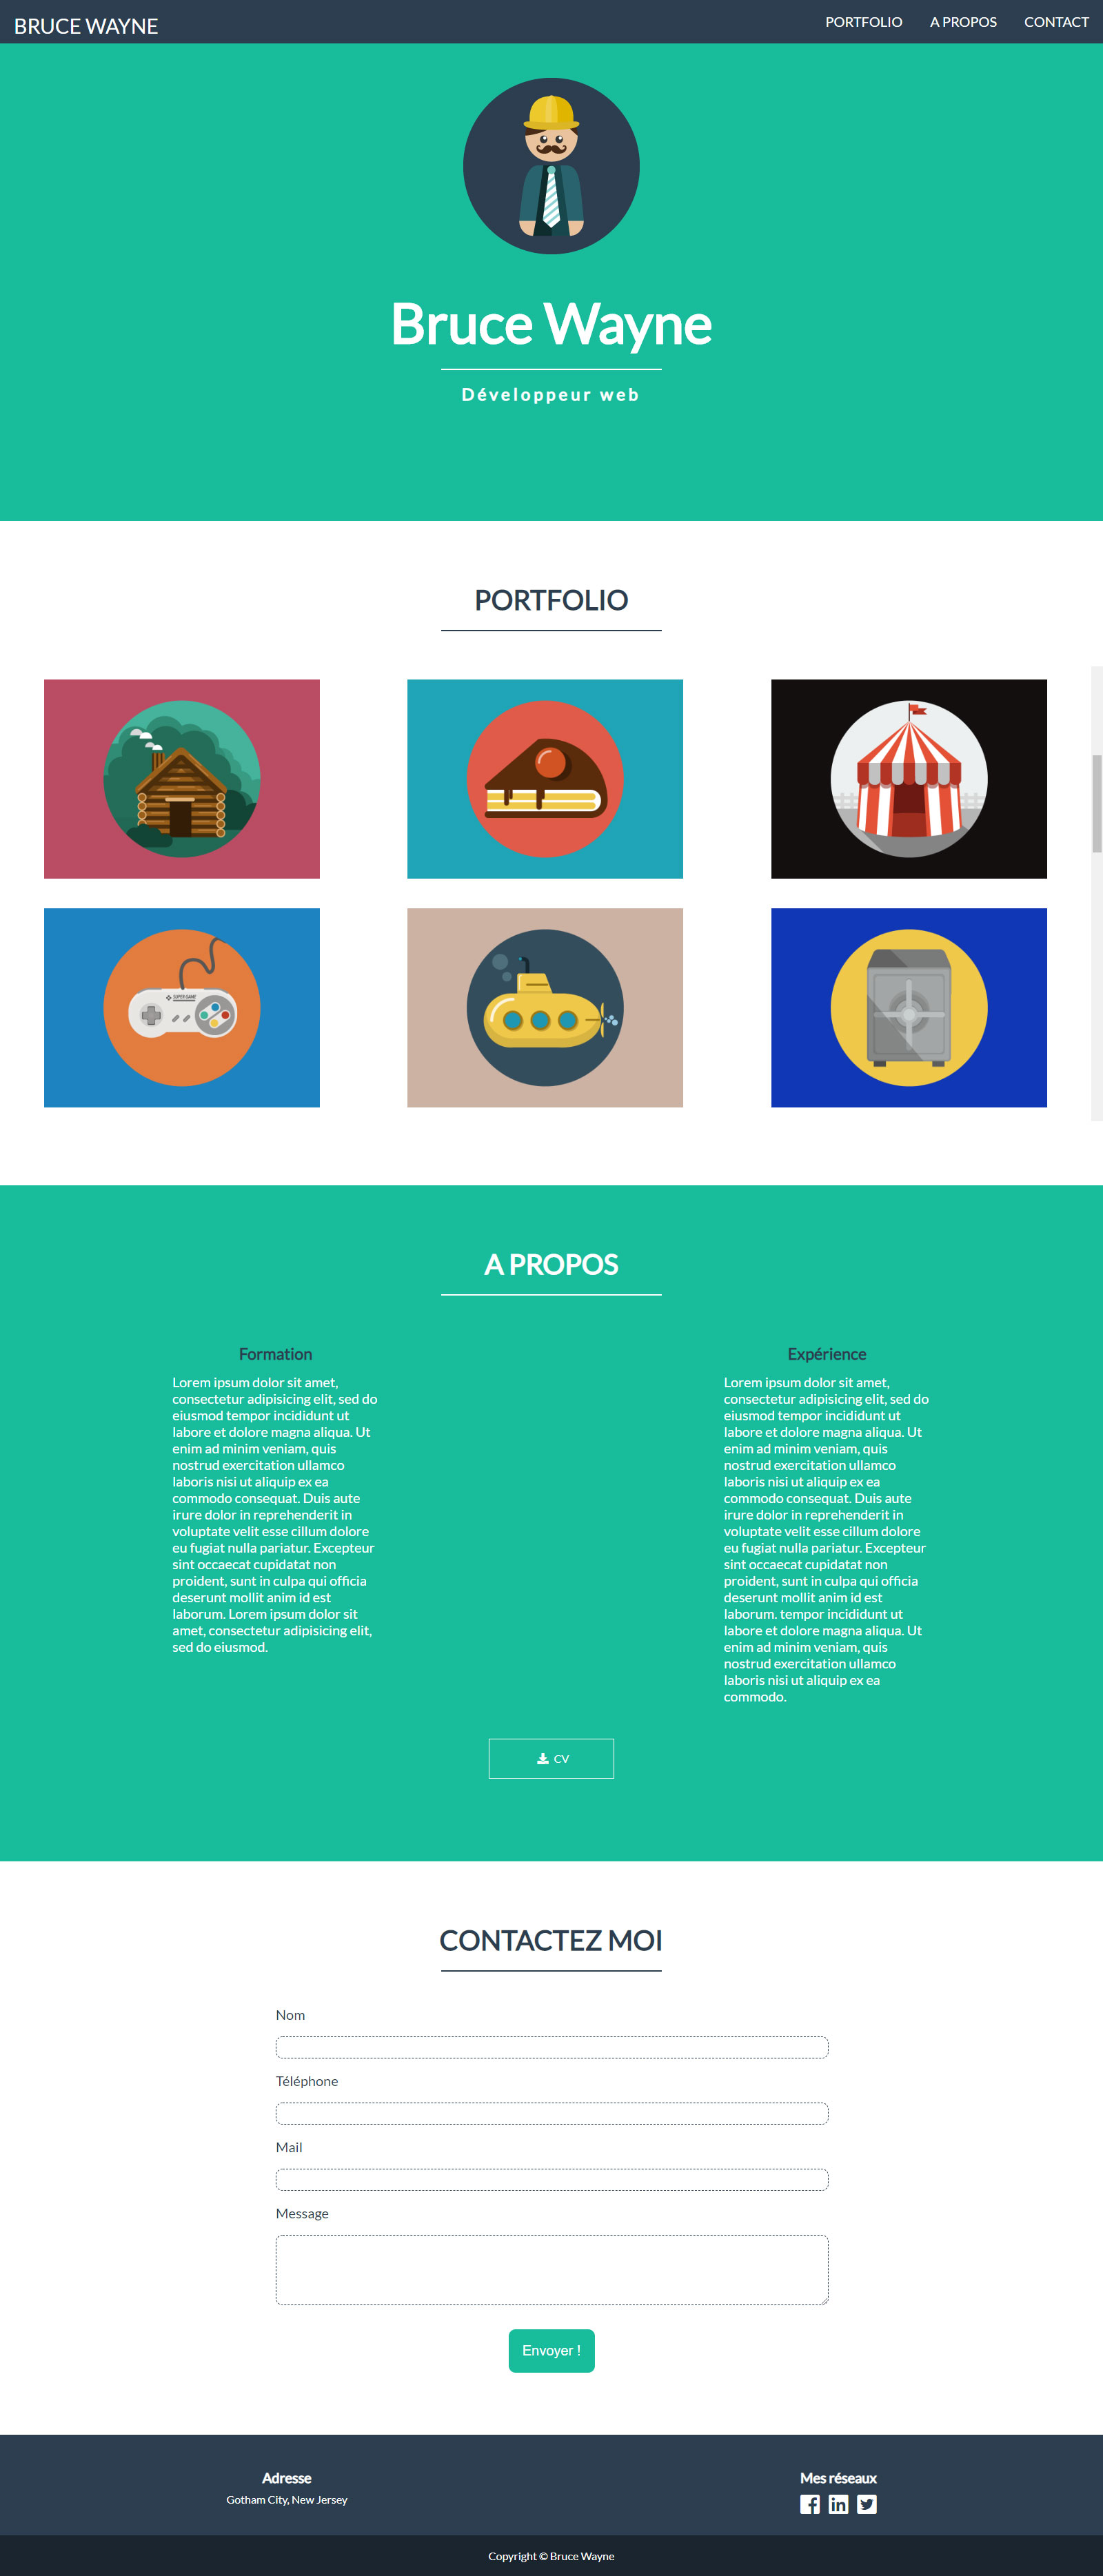 BRUCE WAYNE
PORTFOLIO A PROPOS CONTACT
Bruce Wayne
Développeur web
PORTFOLIO
SUPER GAME
A PROPOS
Formation
Lorem ipsum dolor sit amet,
consectetur adipisicing elit, sed do
eiusmod tempor incididunt ut
labore et dolore magna aliqua. Ut
enim ad minim veniam, quis
nostrud exercitation ullamco
laboris nisi ut aliquip ex ea
commodo consequat. Duis aute
irure dolor in reprehenderit in
voluptate velit esse cillum dolore
eu fugiat nulla pariatur. Excepteur
sint occaecat cupidatat non
proident, sunt in culpa qui officia
deserunt mollit anim id est
laborum. Lorem ipsum dolor sit
amet, consectetur adipisicing elit,
sed do eiusmod.
Expérience
Lorem ipsum dolor sit amet,
consectetur adipisicing elit, sed do
eiusmod tempor incididunt ut
labore et dolore magna aliqua. Ut
enim ad minim veniam, quis
nostrud exercitation ullamco
laboris nisi ut aliquip ex ea
commodo consequat. Duis aute
irure dolor in reprehenderit in
voluptate velit esse cillum dolore
eu fugiat nulla pariatur. Excepteur
sint occaecat cupidatat non
proident, sunt in culpa qui officia
deserunt mollit anim id est
laborum. tempor incididunt ut
labore et dolore magna aliqua. Ut
enim ad minim veniam, quis
nostrud exercitation ullamco
laboris nisi ut aliquip ex ea
commodo.
CV
CONTACTEZ MOI
Nom
Téléphone
Mail
Message
Envoyer !
Adresse
Gotham City, New Jersey
Mes réseaux
Copyright © Bruce Wayne